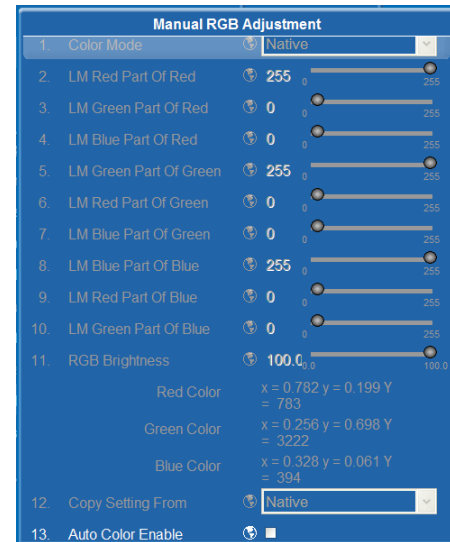 Manual RGB Adjustment
1. Color Mode Native
2. LM Red Part Of Red 255 0 255
3. LM Green Part Of Red 0 0 255
4. LM Blue Part Of Red 0 0 255
5. LM Green Part Of Green 255 0 255
6. LM Red Part Of Green 0 0 255
7. LM Blue Part Of Green 0 0 255
8. LM Blue Part Of Blue 255 0 255
9. LM Red Part Of Blue 0 0 255
10. LM Green Part Of Blue 0 0 255
11. RGB Brightness 100.0 0.0 100.0
Red Color x = 0.782 y = 0.199 Y
= 783
Green Color x = 0.256 y = 0.698 Y
= 3222
Blue Color x = 0.328 y = 0.061 Y
= 394
12. Copy Setting From Native
13. Auto Color Enable